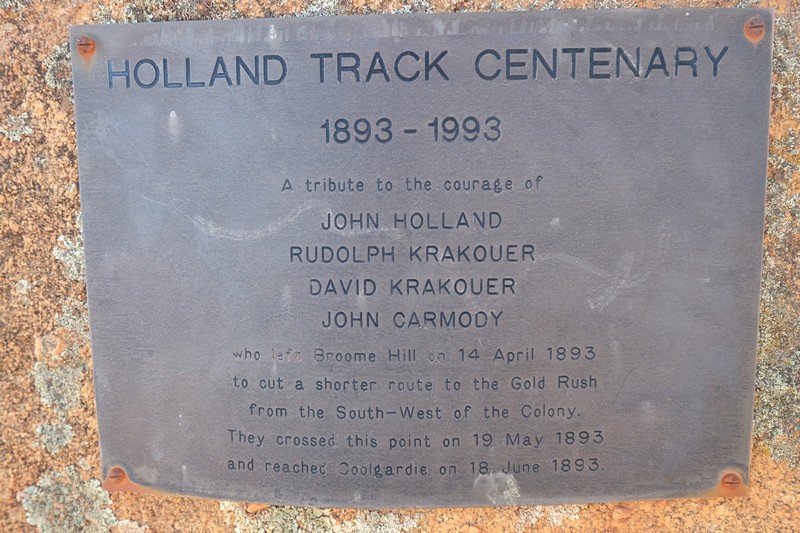 HOLLAND TRACK CENTENARY
1893 - 1993
A tribute to the courage of
JOHN HOLLAND
RUDOLPH KRAKOUER
DAVID KRAKOUER
JOHN CARMODY
who left Broome Hill on 14 April 1893
to cut a shorter route to the Gold Rush
from the South-West of the Colony.
They crossed this point on 19 May 1893
and reached Coolgardie on 18 June 1893.